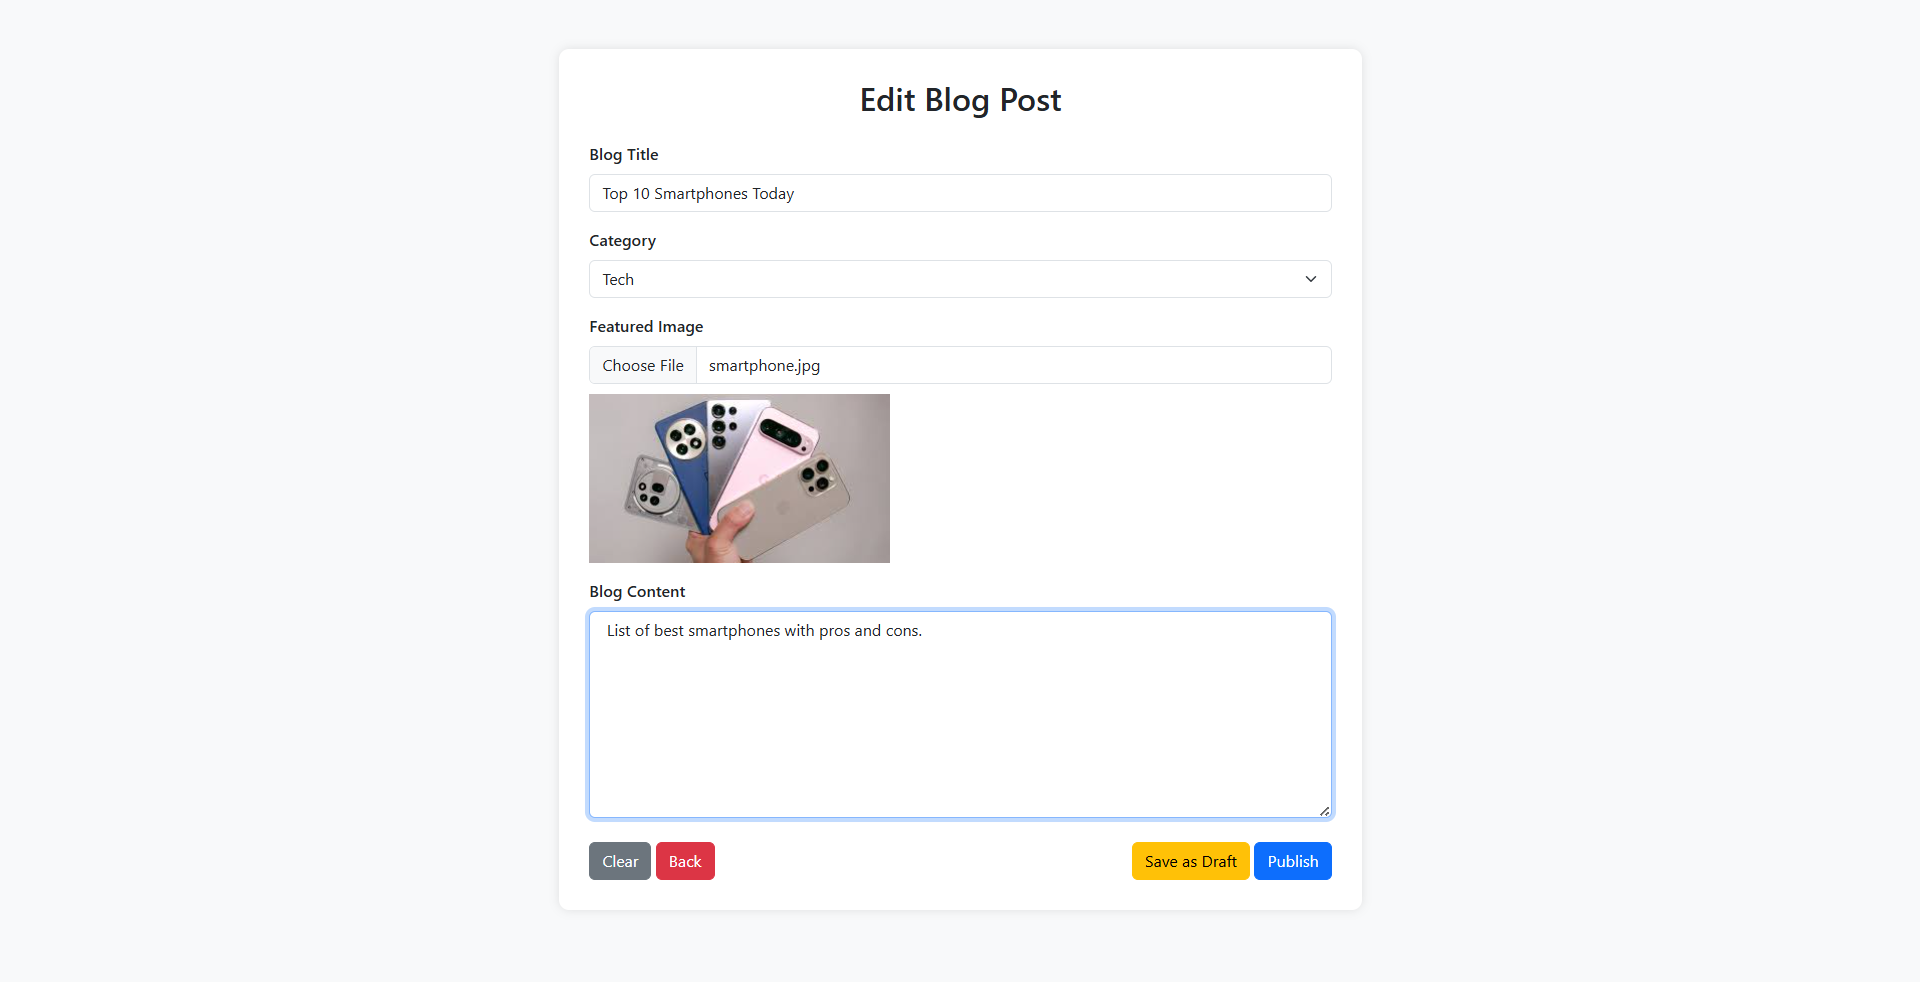 Edit Blog Post
Blog Title
Top 10 Smartphones Today
Category
Tech
Featured Image
Choose File smartphone.jpg
Blog Content
List of best smartphones with pros and cons.
Clear Back Save as Draft Publish